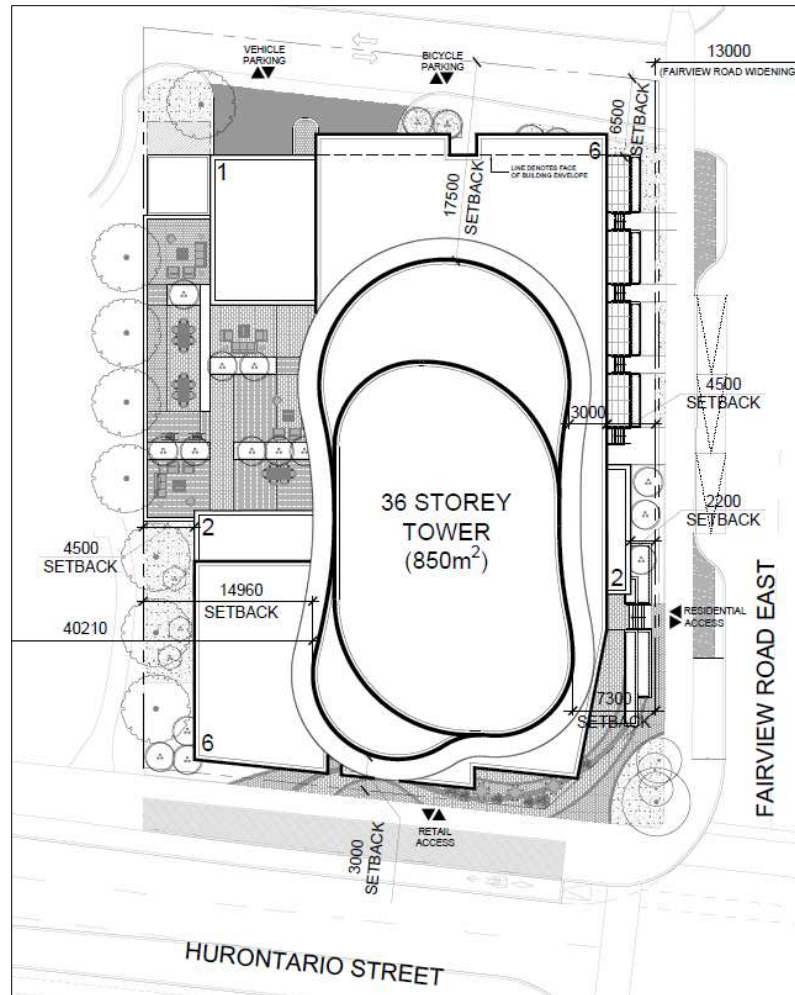 VEHICLE
PARKING
BICYCLE
PARKING
13000
(FAIRVIEW ROAD WIDENING)
6500
SETBACK
1
6
LINE DENOTES FACE
OF BUILDING ENVELOPE
17500
SETBACK
3000
4500
SETBACK
36 STOREY
TOWER
(850m²)
2200
SETBACK
2
4500
SETBACK
2
14960
SETBACK
RESIDENTIAL
ACCESS
40210
7300
SETBACK
6
FAIRVIEW ROAD EAST
RETAIL
ACCESS
3000
SETBACK
HURONTARIO STREET